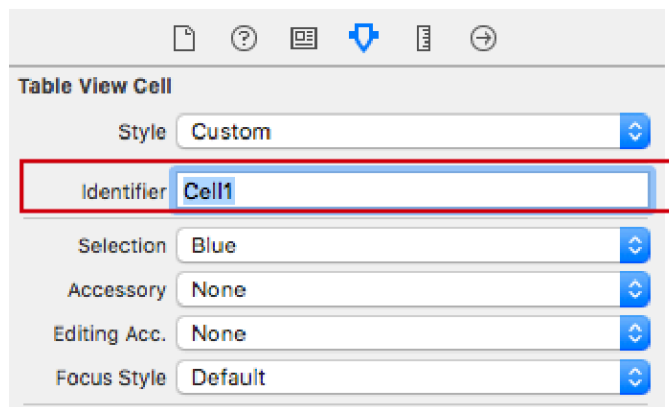 Table View Cell
Style Custom
Identifier Cell1
Selection Blue
Accessory None
Editing Acc. None
Focus Style Default